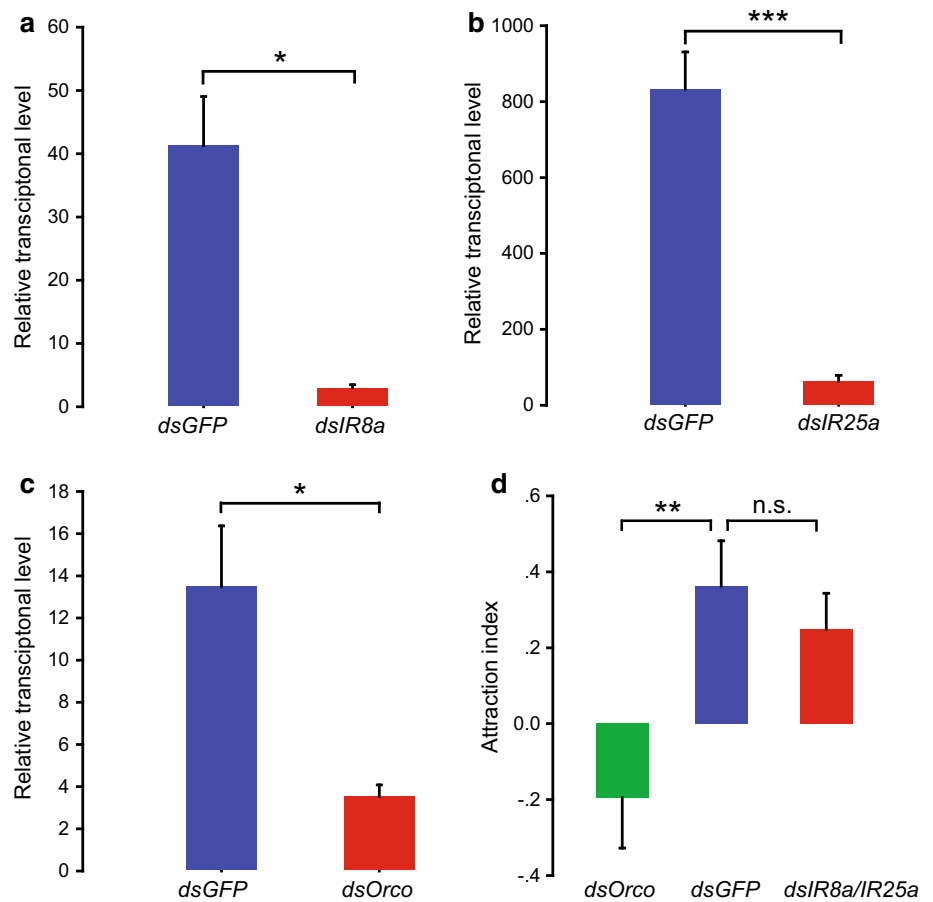 a
60
50
40
30
20
10
0
Relative transciptonal level
*
dsGFP
dsIR8a
b
1000
800
600
400
200
0
Relative transcriptonal level
***
dsGFP
dsIR25a
c
18
16
14
12
10
8
6
4
2
0
Relative transciptonal level
*
dsGFP
dsOrco
d
.6
.4
.2
0.0
-.2
-.4
Attraction index
**
n.s.
dsOrco
dsGFP
dsIR8a/IR25a